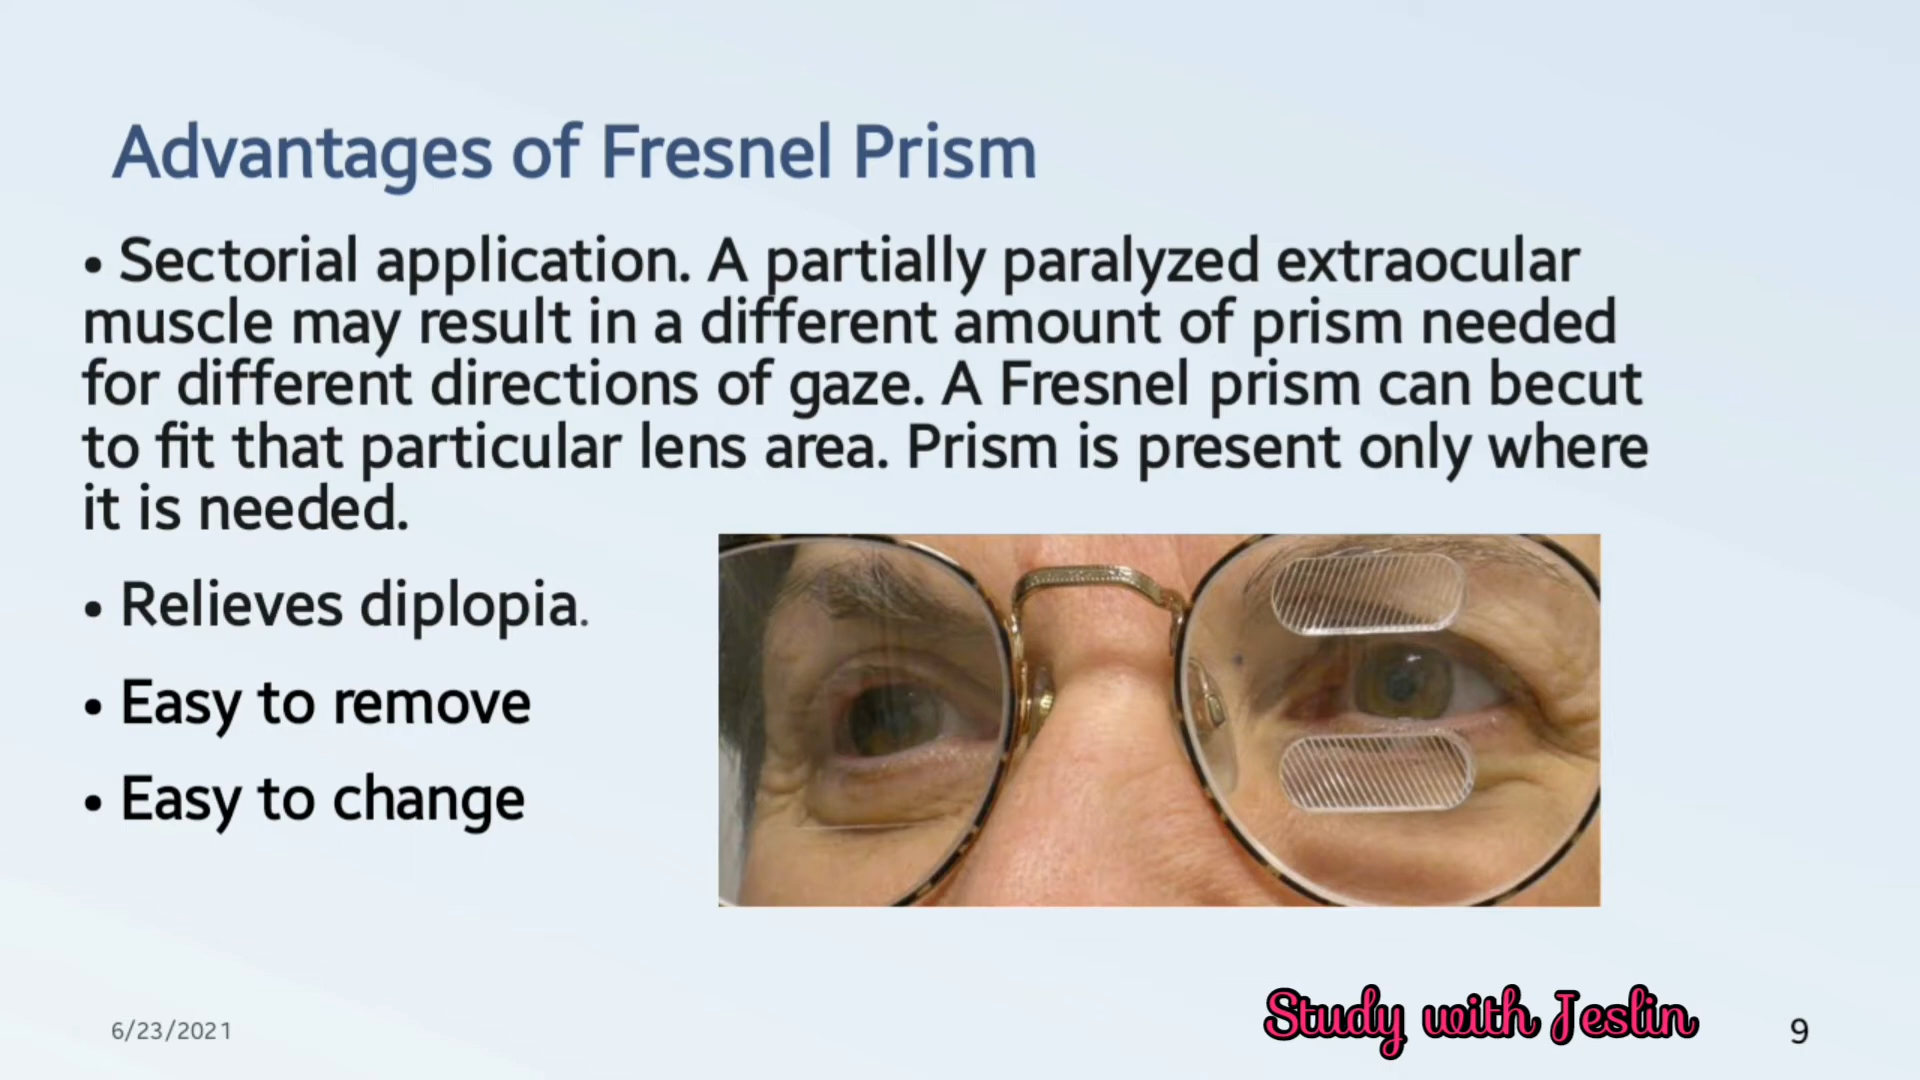 Advantages of Fresnel Prism
• Sectorial application. A partially paralyzed extraocular
muscle may result in a different amount of prism needed
for different directions of gaze. A Fresnel prism can becut
to fit that particular lens area. Prism is present only where
it is needed.
• Relieves diplopia.
• Easy to remove
• Easy to change
6/23/2021
Study with Jeslin
9